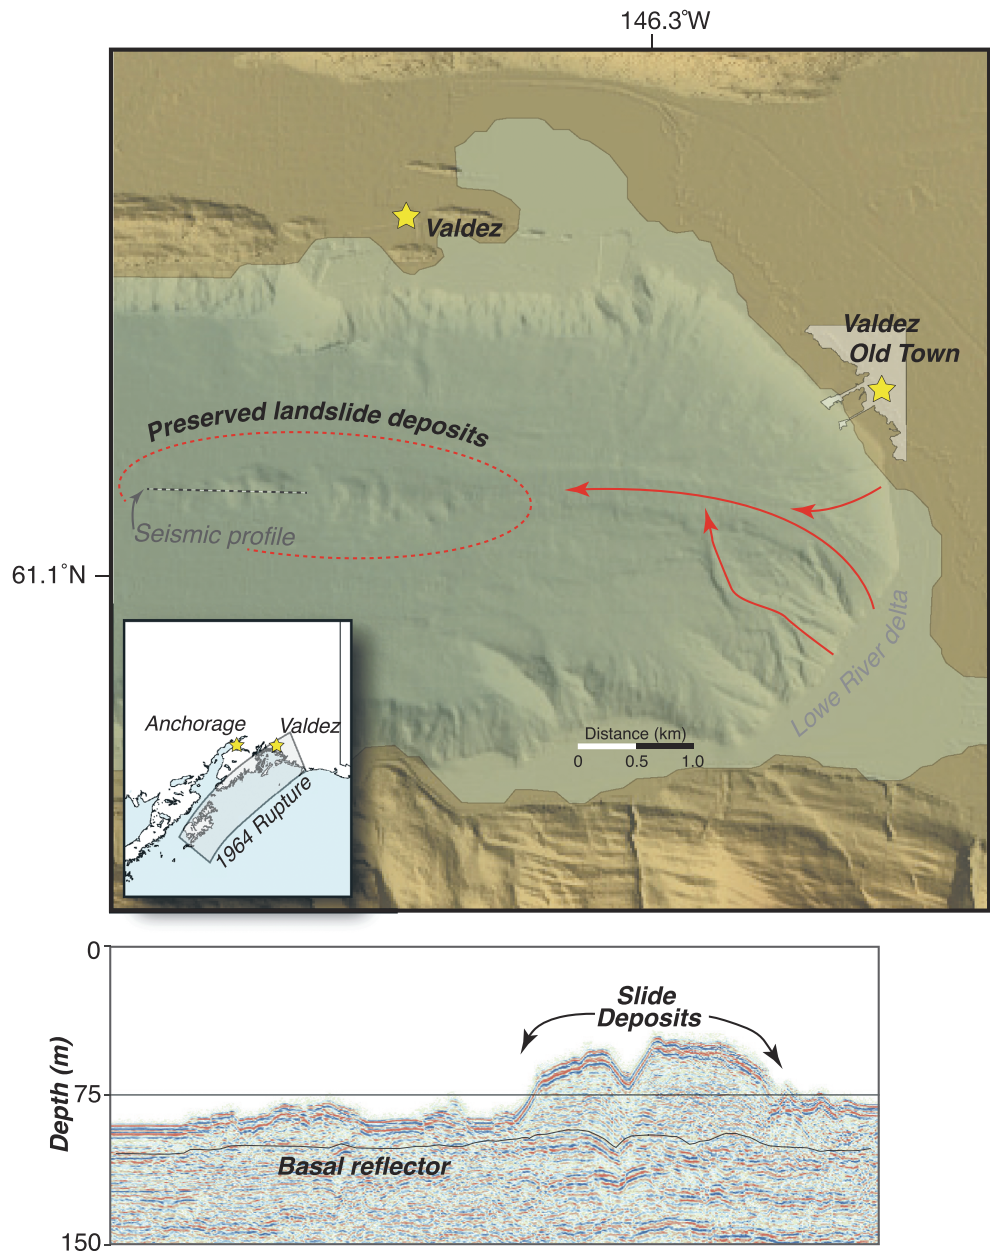 146.3°W
Valdez
Valdez
Old Town
Preserved landslide deposits
Seismic profile
61.1°N
Lowe River delta
Distance (km)
0 0.5 1.0
Anchorage
Valdez
1964 Rupture
0
Slide
Deposits
75
Depth (m)
Basal reflector
150